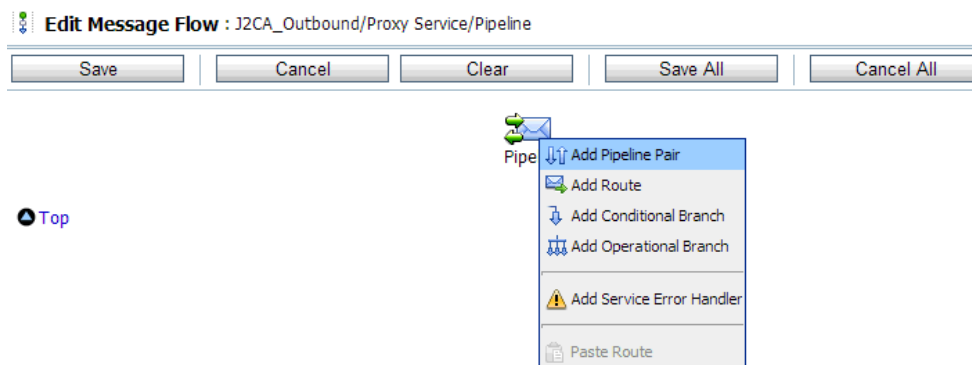 Edit Message Flow : J2CA_Outbound/Proxy Service/Pipeline
Save Cancel Clear Save All Cancel All
Pipe
Add Pipeline Pair
Add Route
Add Conditional Branch
Add Operational Branch
Add Service Error Handler
Paste Route
Top